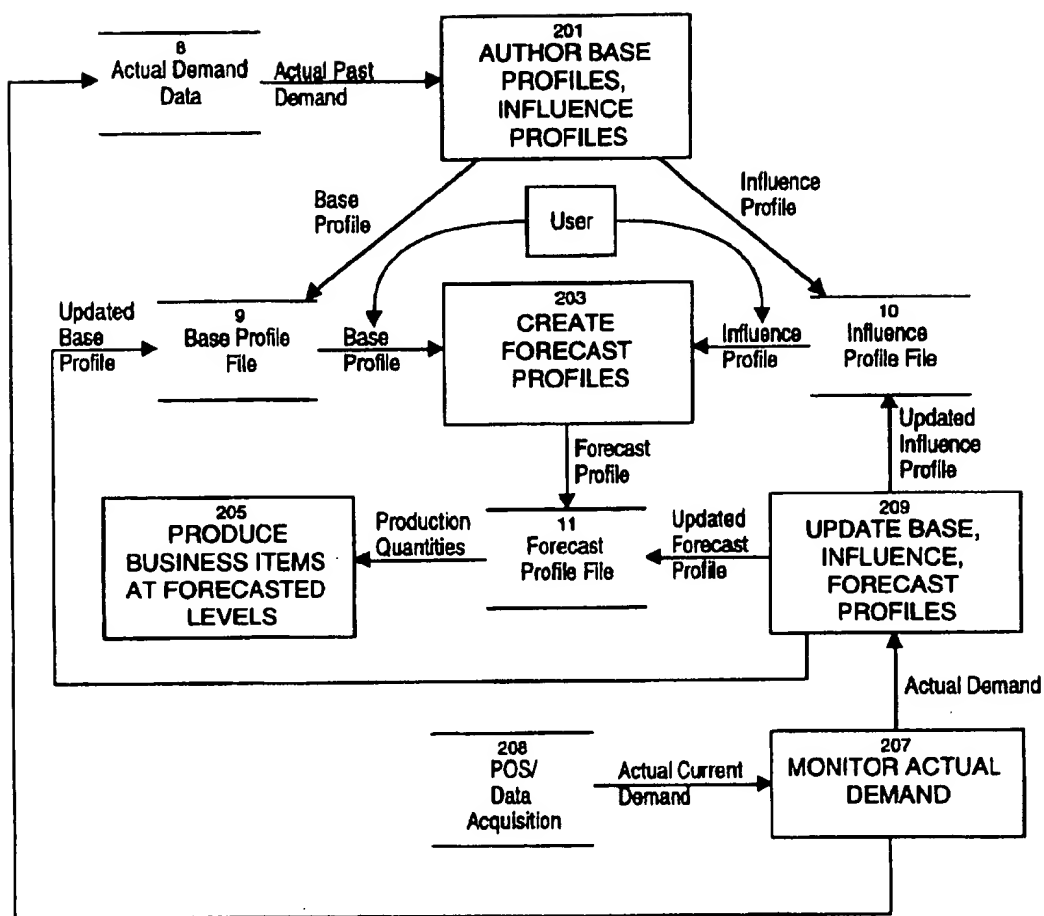 8
Actual Demand
Data
Actual Past
Demand
201
AUTHOR BASE
PROFILES,
INFLUENCE
PROFILES
Base
Profile
User
Influence
Profile
Updated
Base
Profile
9
Base Profile
File
Base
Profile
203
CREATE
FORECAST
PROFILES
Influence
Profile
10
Influence
Profile File
Updated
Influence
Profile
Forecast
Profile
205
PRODUCE
BUSINESS ITEMS
AT FORECASTED
LEVELS
Production
Quantities
11
Forecast
Profile File
Updated
Forecast
Profile
209
UPDATE BASE,
INFLUENCE,
FORECAST
PROFILES
Actual Demand
208
POS/
Data
Acquisition
Actual Current
Demand
207
MONITOR ACTUAL
DEMAND